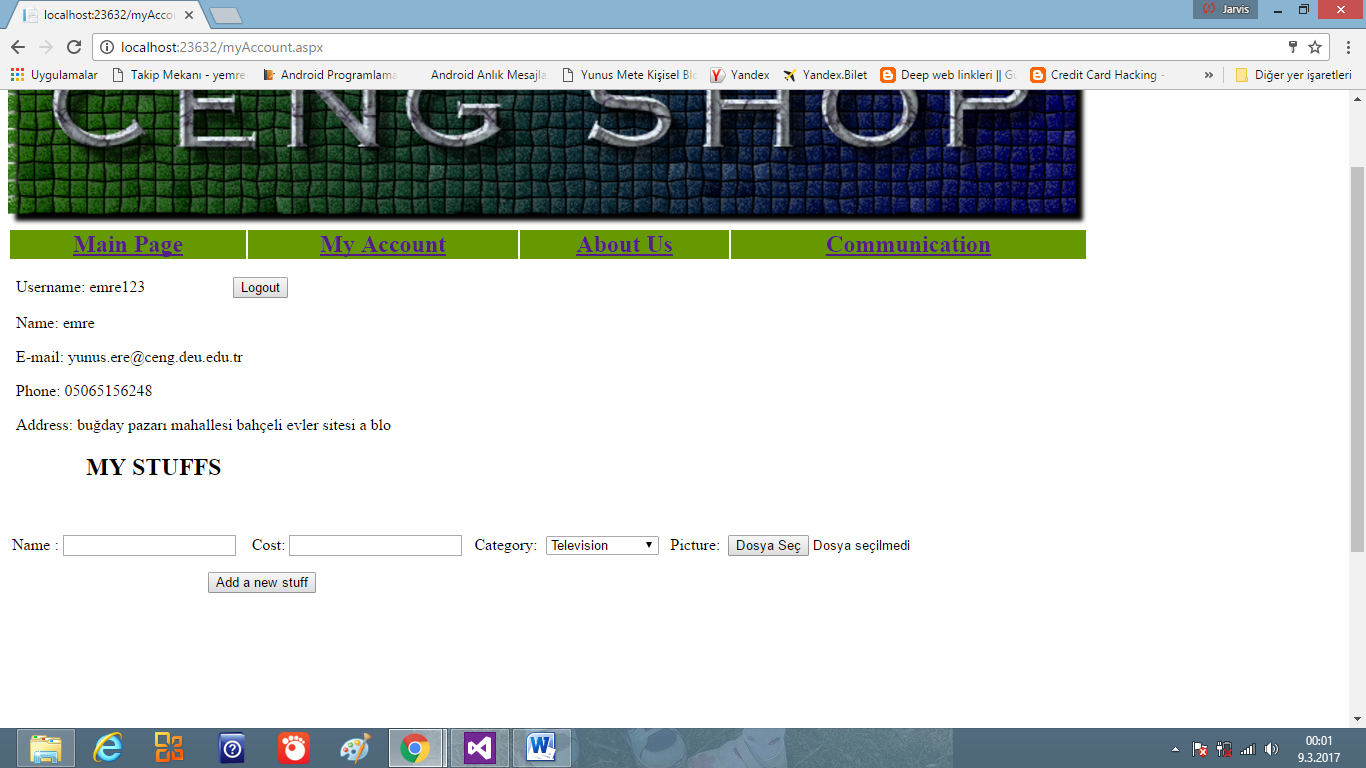 localhost:23632/myAccou
Jarvis
localhost:23632/myAccount.aspx
Uygulamalar
Takip Mekanı - yemre
Android Programlama
Android Anlık Mesajla
Yunus Mete Kişisel Blo
Yandex
Yandex.Bilet
Deep web linkleri || Gü
Credit Card Hacking -
»
Diğer yer işaretleri
CENG SHOP
Main Page
My Account
About Us
Communication
Username: emre123
Logout
Name: emre
E-mail: yunus.ere@ceng.deu.edu.tr
Phone: 05065156248
Address: buğday pazarı mahallesi bahçeli evler sitesi a blo
MY STUFFS
Name :
Cost:
Category:
Television
Picture:
Dosya Seç
Dosya seçilmedi
Add a new stuff
00:01
9.3.2017